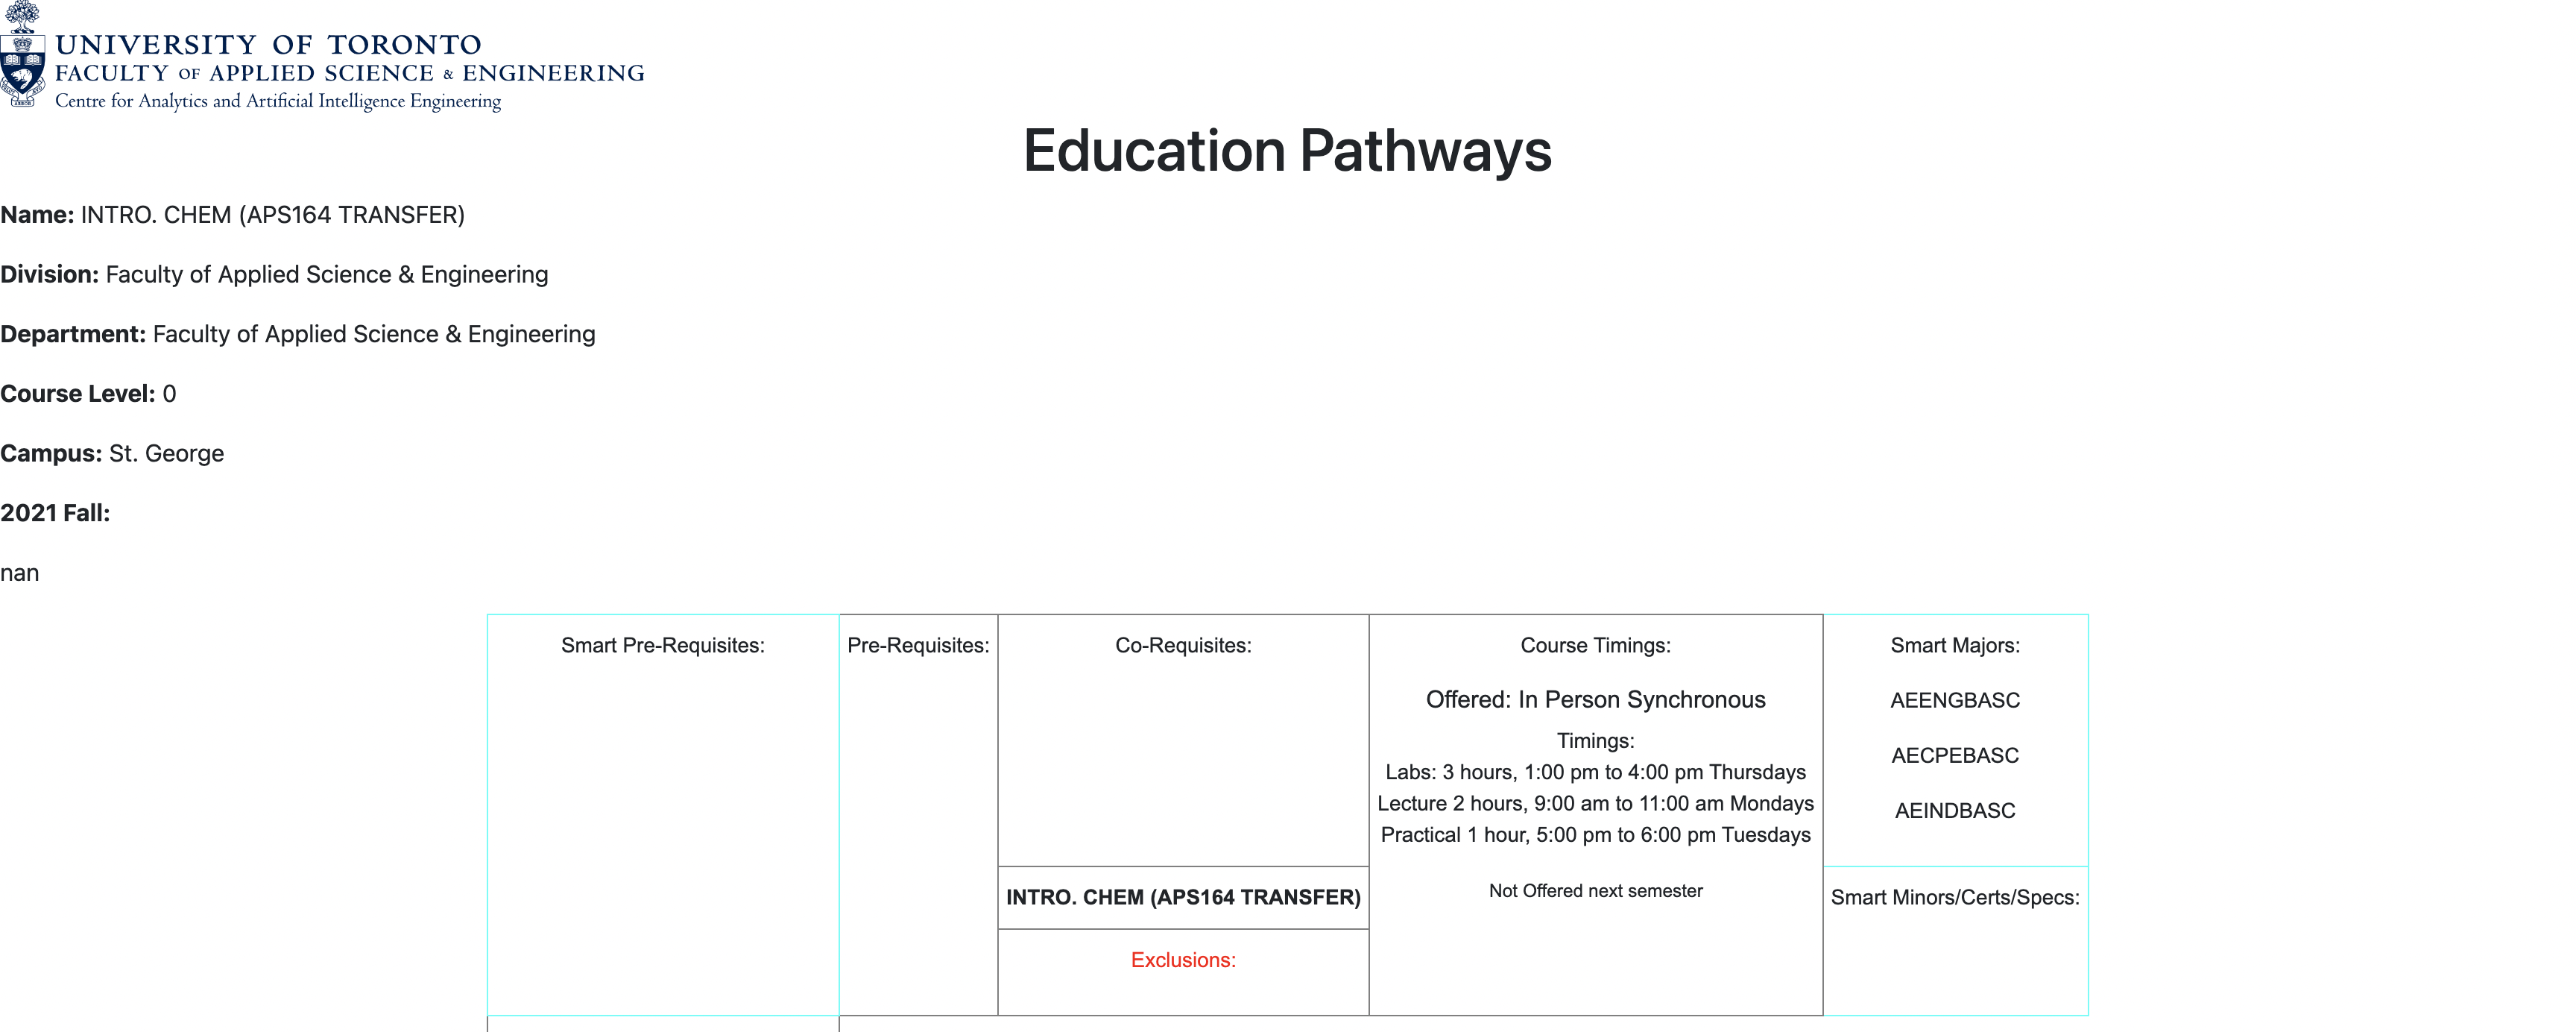 UNIVERSITY OF TORONTO
FACULTY OF APPLIED SCIENCE & ENGINEERING
Centre for Analytics and Artificial Intelligence Engineering
Education Pathways
Name: INTRO. CHEM (APS164 TRANSFER)
Division: Faculty of Applied Science & Engineering
Department: Faculty of Applied Science & Engineering
Course Level: 0
Campus: St. George
2021 Fall:
nan
Smart Pre-Requisites:
Pre-Requisites:
Co-Requisites:
INTRO. CHEM (APS164 TRANSFER)
Exclusions:
Course Timings:
Offered: In Person Synchronous
Timings:
Labs: 3 hours, 1:00 pm to 4:00 pm Thursdays
Lecture 2 hours, 9:00 am to 11:00 am Mondays
Practical 1 hour, 5:00 pm to 6:00 pm Tuesdays
Not Offered next semester
Smart Majors:
AEENGBASC
AECPEBASC
AEINDBASC
Smart Minors/Certs/Specs: